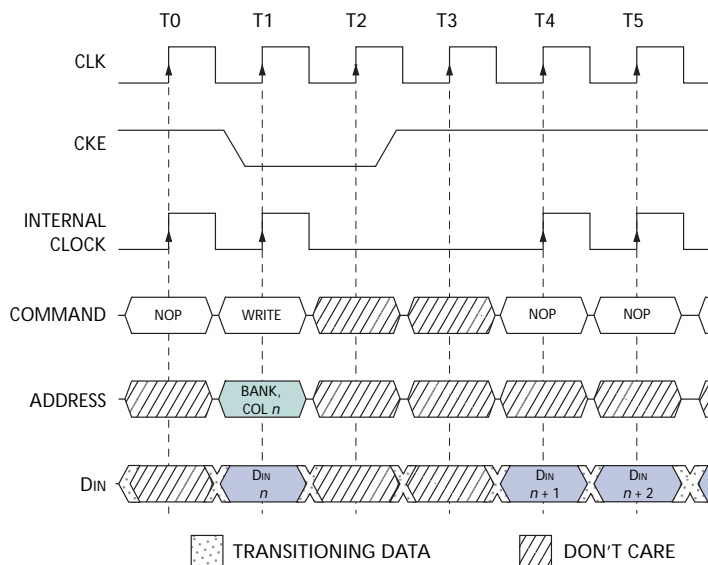 T0 T1 T2 T3 T4 T5
CLK
CKE
INTERNAL
CLOCK
COMMAND NOP WRITE NOP NOP
ADDRESS BANK,
COL n
DIN DIN
n DIN
n + 1 DIN
n + 2
TRANSITIONING DATA DON'T CARE